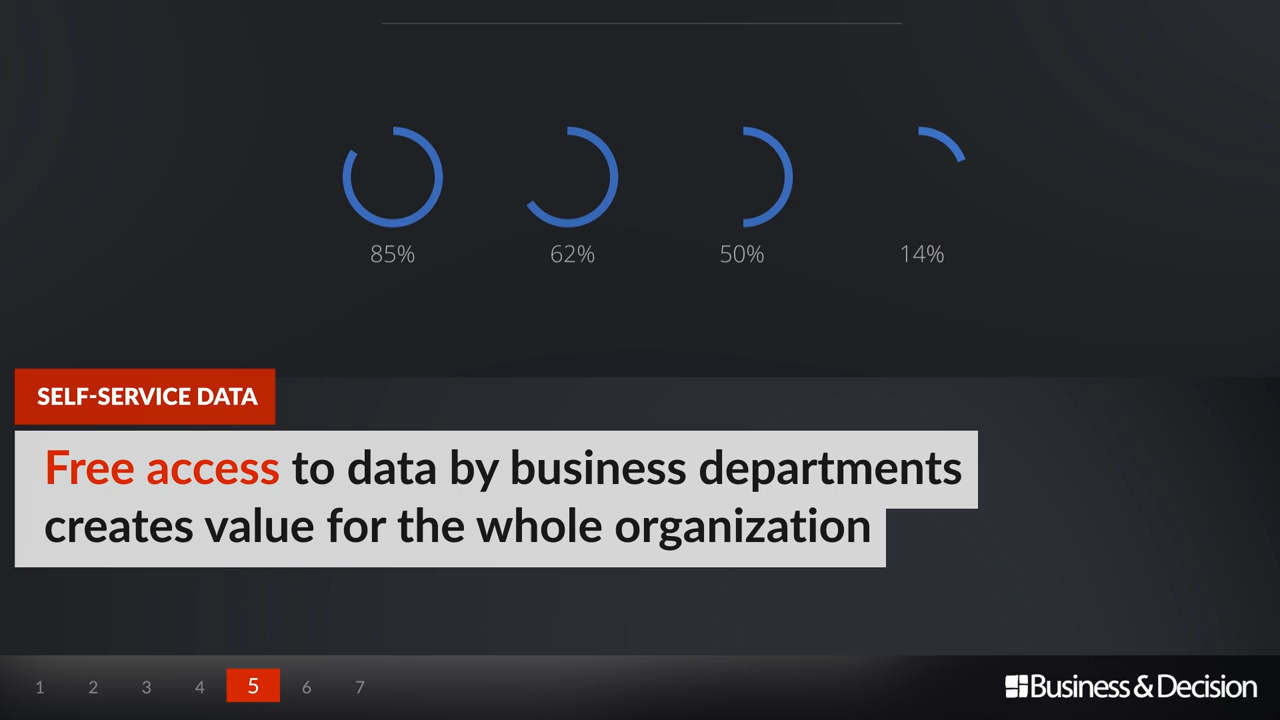 85% 62% 50% 14%
SELF-SERVICE DATA
Free access to data by business departments
creates value for the whole organization
1 2 3 4 5 6 7
Business & Decision